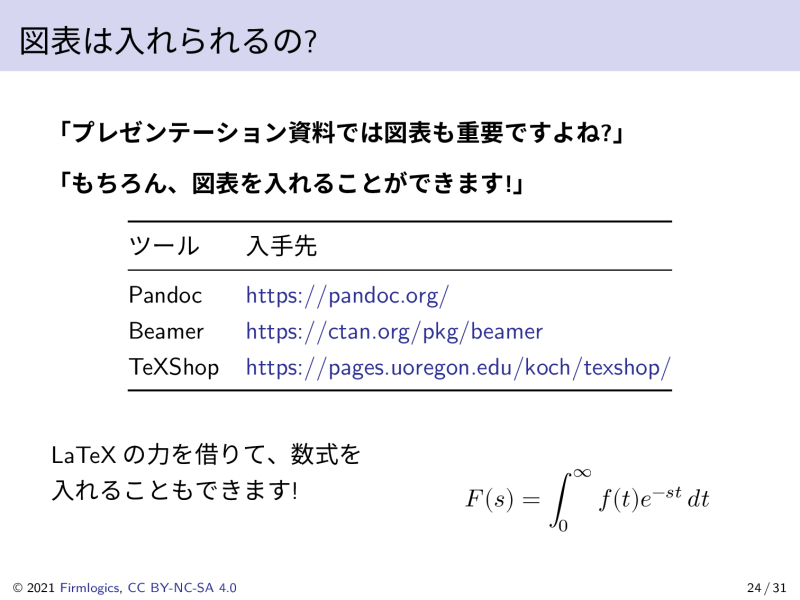 図表は入れられるの?
「プレゼンテーション資料では図表も重要ですよね?」
「もちろん、図表を入れることができます!」
ツール 入手先
Pandoc https://pandoc.org/
Beamer https://ctan.org/pkg/beamer
TeXShop https://pages.uoregon.edu/koch/texshop/
LaTeX の力を借りて、数式を
入れることもできます!
F(s) = ∫₀^∞ f(t)e^{−st} dt
© 2021 Firmlogics, CC BY-NC-SA 4.0 24 / 31